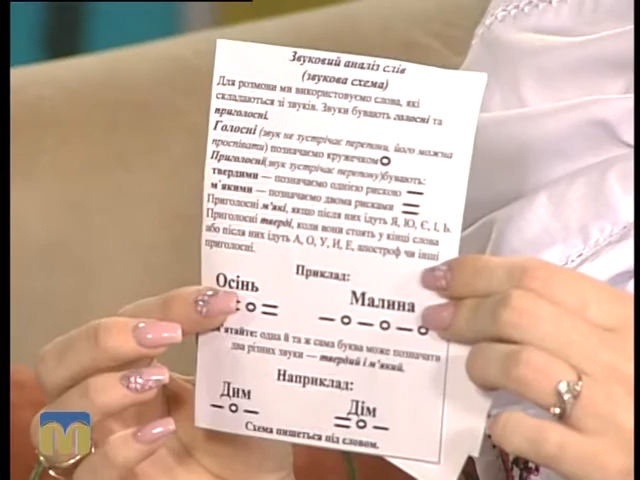 Звуковий аналіз слів
(звукова схема)
Для розмови ми використовуємо слова, які
складаються зі звуків. Звуки бувають голосні та
приголосні.
Голосні (звук не зустрічає перепони, його можна
проспівати) позначаємо кружечком
Приголосні(звук зустрічає перепону)бувають:
твердими — позначаємо однією рискою
м'якими — позначаємо двома рисками
Приголосні м'які, якщо після них ідуть Я, Ю, Є, І, Ь.
Приголосні тверді, коли вони стоять у кінці слова
або після них ідуть А, О, У, И, Е, апостроф чи інші
приголосні.
Приклад:
Осінь
Малина
одна й та ж сама буква може позначати
два різних звуки — твердий і м'який.
Наприклад:
Дим
Дім
Схема пишеться під словом.
М